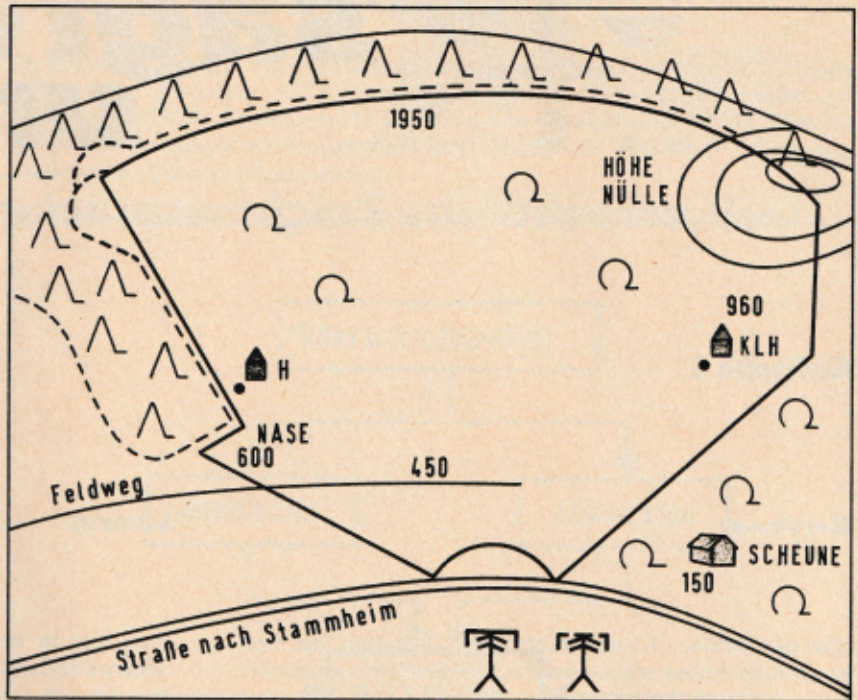 1950
HÖHE
NÜLLE
960
KLH
H
NASE
600
450
Feldweg
SCHEUNE
150
Straße nach Stammheim